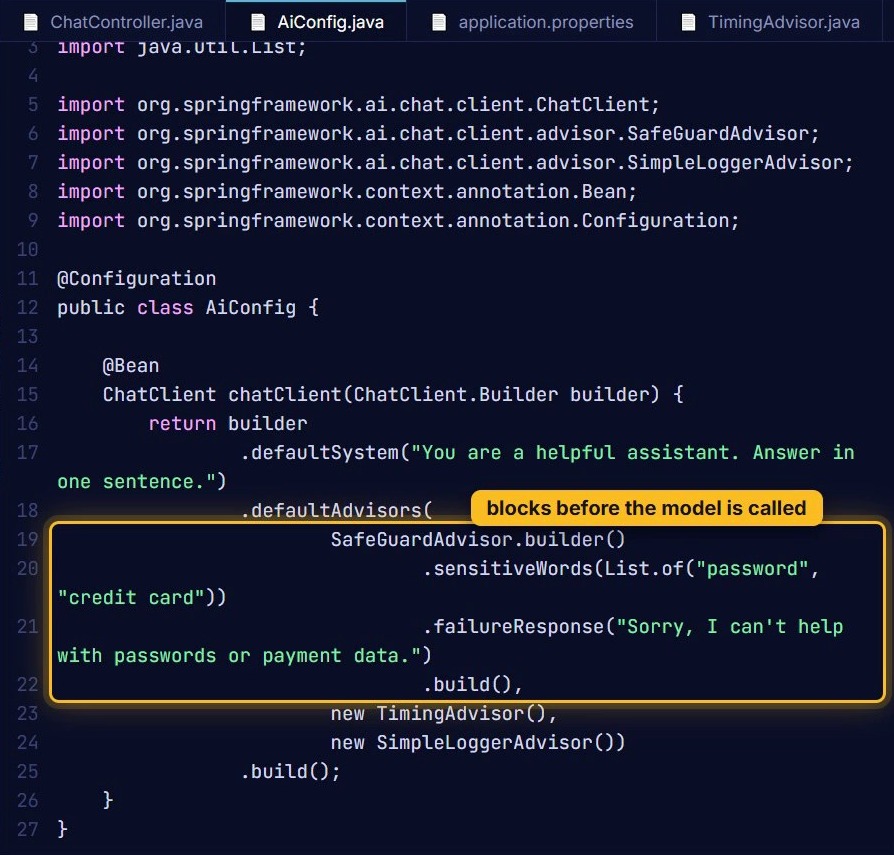 ChatController.java AiConfig.java application.properties TimingAdvisor.java
3 import java.util.List;
4
5 import org.springframework.ai.chat.client.ChatClient;
6 import org.springframework.ai.chat.client.advisor.SafeGuardAdvisor;
7 import org.springframework.ai.chat.client.advisor.SimpleLoggerAdvisor;
8 import org.springframework.context.annotation.Bean;
9 import org.springframework.context.annotation.Configuration;
10
11 @Configuration
12 public class AiConfig {
13
14     @Bean
15     ChatClient chatClient(ChatClient.Builder builder) {
16         return builder
17                 .defaultSystem("You are a helpful assistant. Answer in
one sentence.")
18                 .defaultAdvisors(
blocks before the model is called
19                         SafeGuardAdvisor.builder()
20                                 .sensitiveWords(List.of("password",
"credit card"))
21                                 .failureResponse("Sorry, I can't help
with passwords or payment data.")
22                                 .build(),
23                         new TimingAdvisor(),
24                         new SimpleLoggerAdvisor())
25                 .build();
26     }
27 }